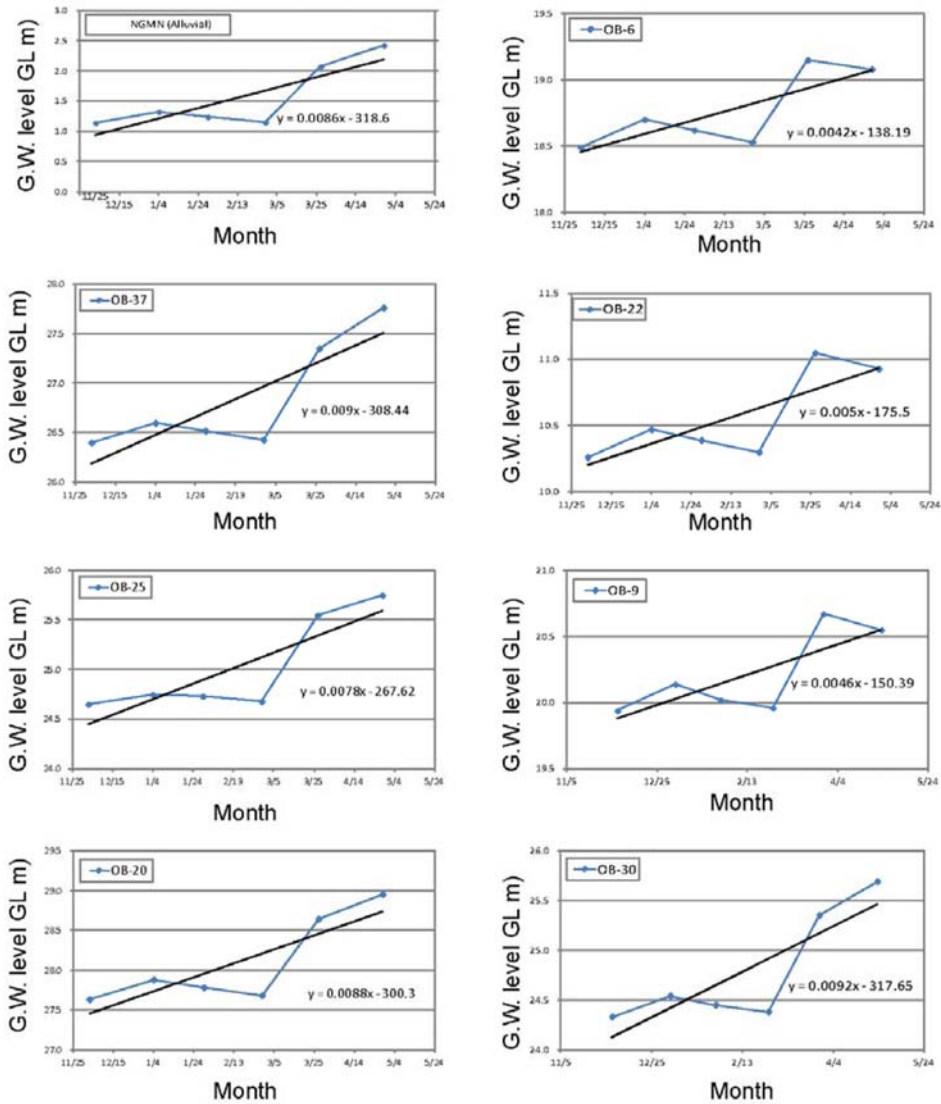 NGMN (Alluvial)
G.W. level GL m)
3.0
2.5
2.0
1.5
1.0
0.5
0.0
y = 0.0086x - 318.6
11/25 12/15 1/4 1/24 2/13 3/5 3/25 4/14 5/4 5/24
Month
OB-6
G.W. level GL m)
19.5
19.0
18.5
18.0
y = 0.0042x - 138.19
11/25 12/15 1/4 1/24 2/13 3/5 3/25 4/14 5/4 5/24
Month
OB-37
G.W. level GL m)
28.0
27.5
27.0
26.5
26.0
y = 0.009x - 308.44
11/25 12/15 1/4 1/24 2/13 3/5 3/25 4/14 5/4 5/24
Month
OB-22
G.W. level GL m)
11.5
11.0
10.5
10.0
y = 0.005x - 175.5
11/25 12/15 1/4 1/24 2/13 3/5 3/25 4/14 5/4 5/24
Month
OB-25
G.W. level GL m)
26.0
25.5
25.0
24.5
24.0
y = 0.0078x - 267.62
11/25 12/15 1/4 1/24 2/13 3/5 3/25 4/14 5/4 5/24
Month
OB-9
G.W. level GL m)
21.0
20.5
20.0
19.5
y = 0.0046x - 150.39
11/5 12/25 2/13 4/4 5/24
Month
OB-20
G.W. level GL m)
29.5
29.0
28.5
28.0
27.5
27.0
y = 0.0088x - 300.3
11/25 12/15 1/4 1/24 2/13 3/5 3/25 4/14 5/4 5/24
Month
OB-30
G.W. level GL m)
26.0
25.5
25.0
24.5
24.0
y = 0.0092x - 317.65
11/5 12/25 2/13 4/4 5/24
Month